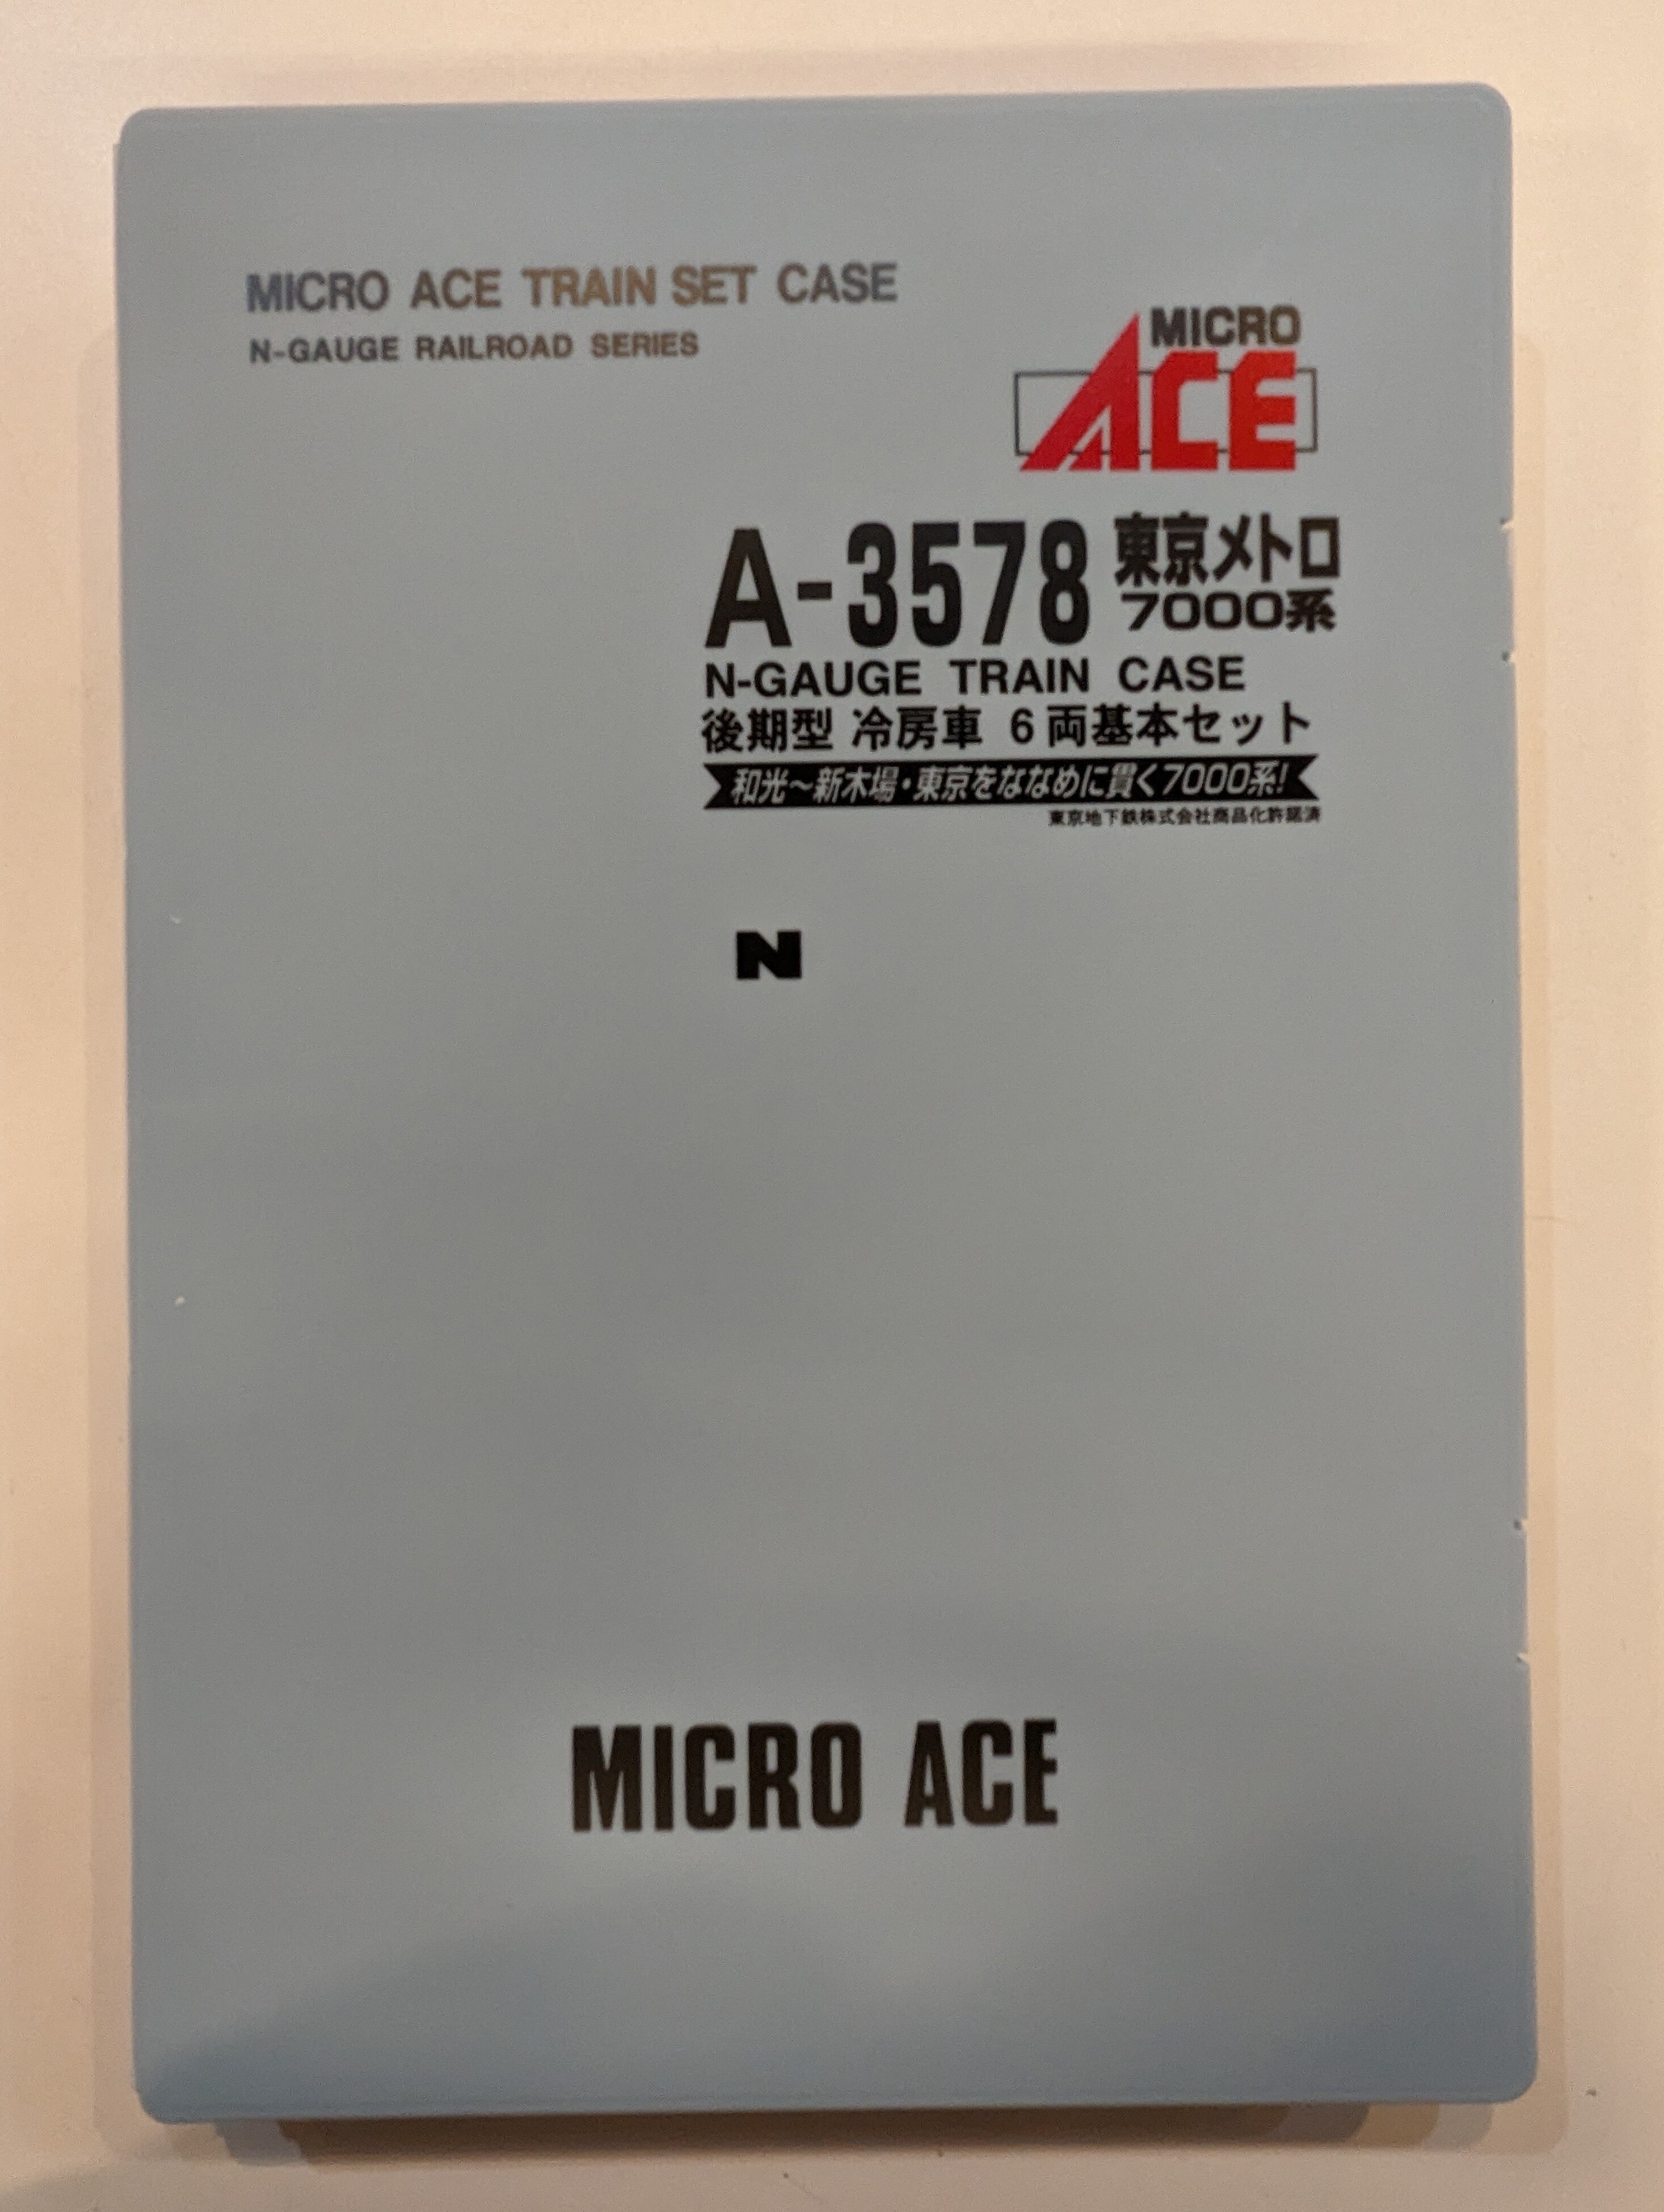 MICRO ACE TRAIN SET CASE
N-GAUGE RAILROAD SERIES
MICRO
ACE
A-3578 東京メトロ
7000系
N-GAUGE TRAIN CASE
後期型 冷房車 6両基本セット
和光~新木場・東京をななめに貫く7000系!
東京地下鉄株式会社商品化許諾済
N
MICRO ACE